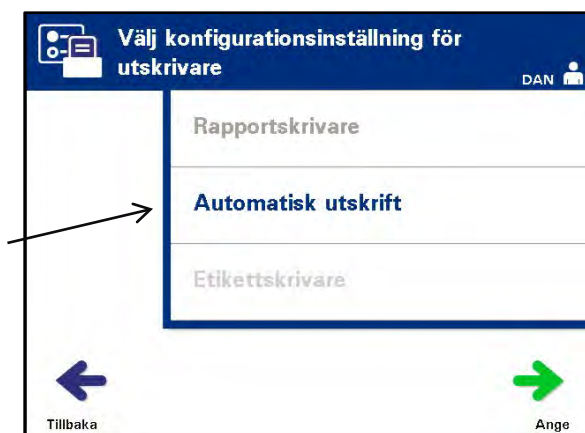 Välj konfigurationsinställning för
utskrivare
DAN
Rapportskrivare
Automatisk utskrift
Etikettskrivare
Tillbaka
Ange